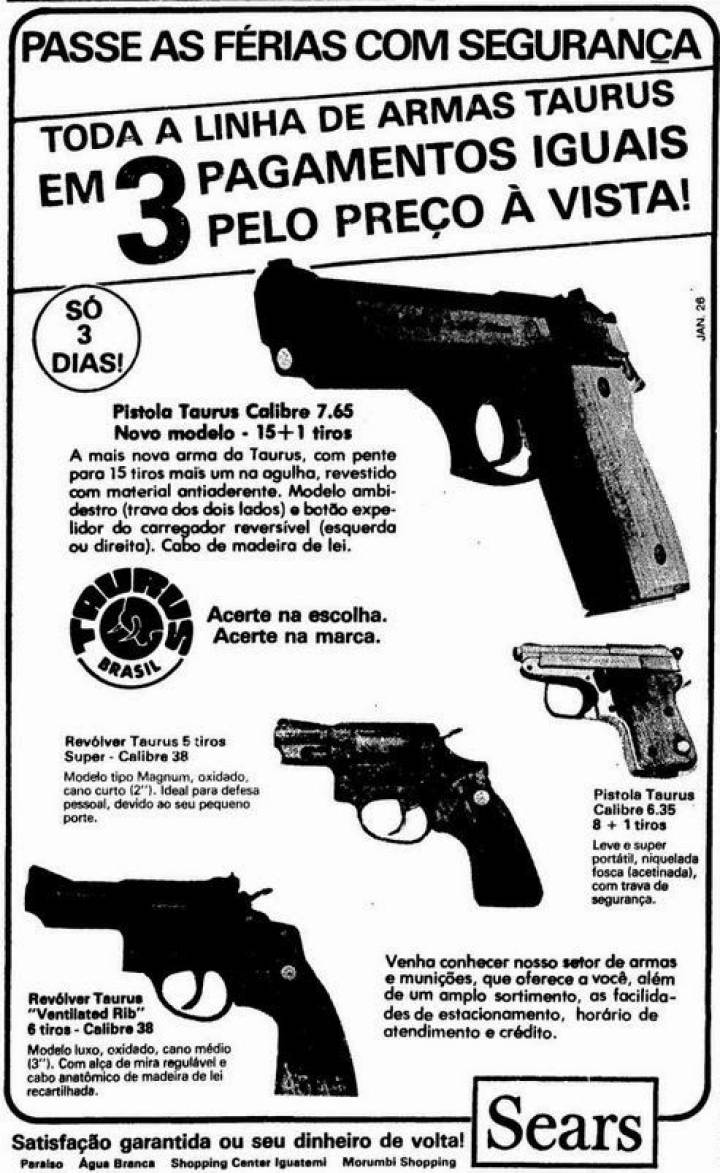 PASSE AS FÉRIAS COM SEGURANÇA
TODA A LINHA DE ARMAS TAURUS
EM 3 PAGAMENTOS IGUAIS
PELO PREÇO À VISTA!
SÓ
3
DIAS!
JAN. 26
Pistola Taurus Calibre 7.65
Novo modelo - 15+1 tiros
A mais nova arma da Taurus, com pente
para 15 tiros mais um na agulha, revestido
com material antiaderente. Modelo ambi-
destro (trava dos dois lados) e botão expe-
lidor do carregador reversível (esquerda
ou direita). Cabo de madeira de lei.
TAURUS
BRASIL
Acerte na escolha.
Acerte na marca.
Revólver Taurus 5 tiros
Super - Calibre 38
Modelo tipo Magnum, oxidado,
cano curto (2"). Ideal para defesa
pessoal, devido ao seu pequeno
porte.
Pistola Taurus
Calibre 6.35
8 + 1 tiros
Leve e super
portátil, niquelada
fosca (acetinada),
com trava de
segurança.
Revólver Taurus
"Ventilated Rib"
6 tiros - Calibre 38
Modelo luxo, oxidado, cano médio
(3"). Com alça de mira regulável e
cabo anatômico de madeira de lei
recartilhada.
Venha conhecer nosso setor de armas
e munições, que oferece a você, além
de um amplo sortimento, as facilida-
des de estacionamento, horário de
atendimento e crédito.
Satisfação garantida ou seu dinheiro de volta!
Sears
Paraíso Água Branca Shopping Center Iguatemi Morumbi Shopping